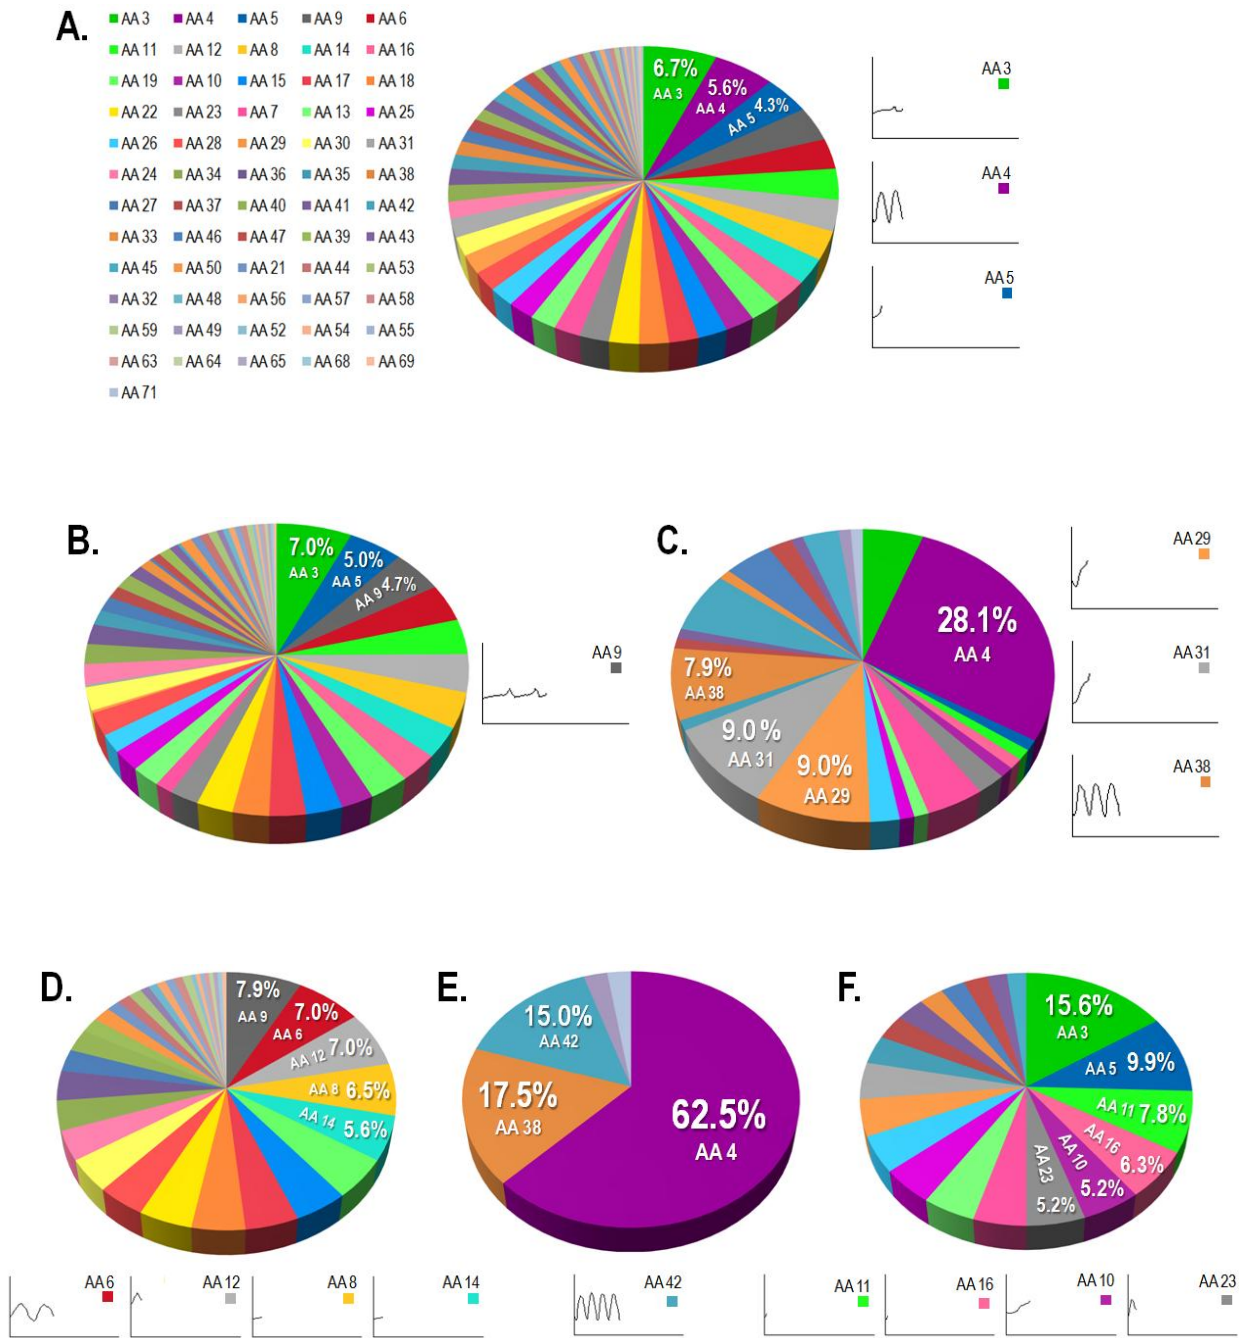 A.
AA 3 AA 4 AA 5 AA 9 AA 6
AA 11 AA 12 AA 8 AA 14 AA 16
AA 19 AA 10 AA 15 AA 17 AA 18
AA 22 AA 23 AA 7 AA 13 AA 25
AA 26 AA 28 AA 29 AA 30 AA 31
AA 24 AA 34 AA 36 AA 35 AA 38
AA 27 AA 37 AA 40 AA 41 AA 42
AA 33 AA 46 AA 47 AA 39 AA 43
AA 45 AA 50 AA 21 AA 44 AA 53
AA 32 AA 48 AA 56 AA 57 AA 58
AA 59 AA 49 AA 52 AA 54 AA 55
AA 63 AA 64 AA 65 AA 68 AA 69
AA 71
6.7%
AA 3
5.6%
AA 4
4.3%
AA 5
AA 3
AA 4
AA 5
B.
7.0%
AA 3
5.0%
AA 5
4.7%
AA 9
AA 9
C.
28.1%
AA 4
7.9%
AA 38
9.0%
AA 31
9.0%
AA 29
AA 29
AA 31
AA 38
D.
7.9%
AA 9
7.0%
AA 6
AA 12 7.0%
AA 8 6.5%
AA 14 5.6%
E.
15.0%
AA 42
17.5%
AA 38
62.5%
AA 4
F.
15.6%
AA 3
AA 5 9.9%
AA 11 7.8%
AA 16
6.3%
AA 10
5.2%
AA 23
5.2%
AA 6 AA 12 AA 8 AA 14 AA 42 AA 11 AA 16 AA 10 AA 23